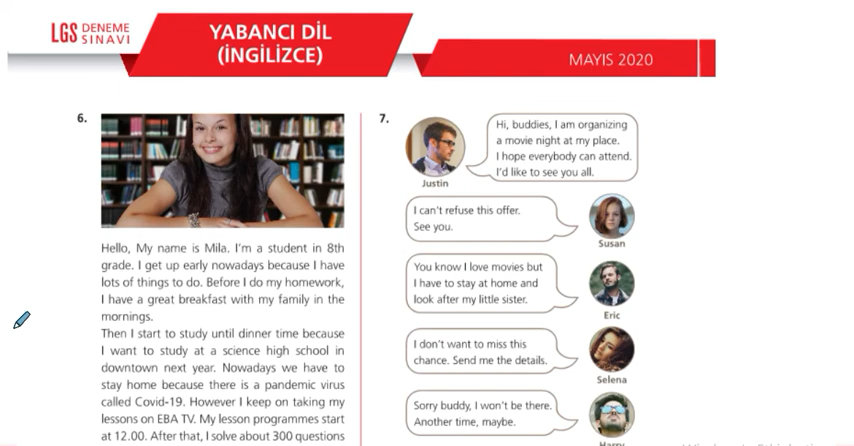 LGS DENEME
SINAVI
YABANCI DİL
(İNGİLİZCE)
MAYIS 2020
6.
Hello, My name is Mila. I'm a student in 8th
grade. I get up early nowadays because I have
lots of things to do. Before I do my homework,
I have a great breakfast with my family in the
mornings.
Then I start to study until dinner time because
I want to study at a science high school in
downtown next year. Nowadays we have to
stay home because there is a pandemic virus
called Covid-19. However I keep on taking my
lessons on EBA TV. My lesson programmes start
at 12.00. After that, I solve about 300 questions
7.
Hi, buddies, I am organizing
a movie night at my place.
I hope everybody can attend.
I'd like to see you all.
Justin
I can't refuse this offer.
See you.
Susan
You know I love movies but
I have to stay at home and
look after my little sister.
Eric
I don't want to miss this
chance. Send me the details.
Selena
Sorry buddy, I won't be there.
Another time, maybe.
Harry